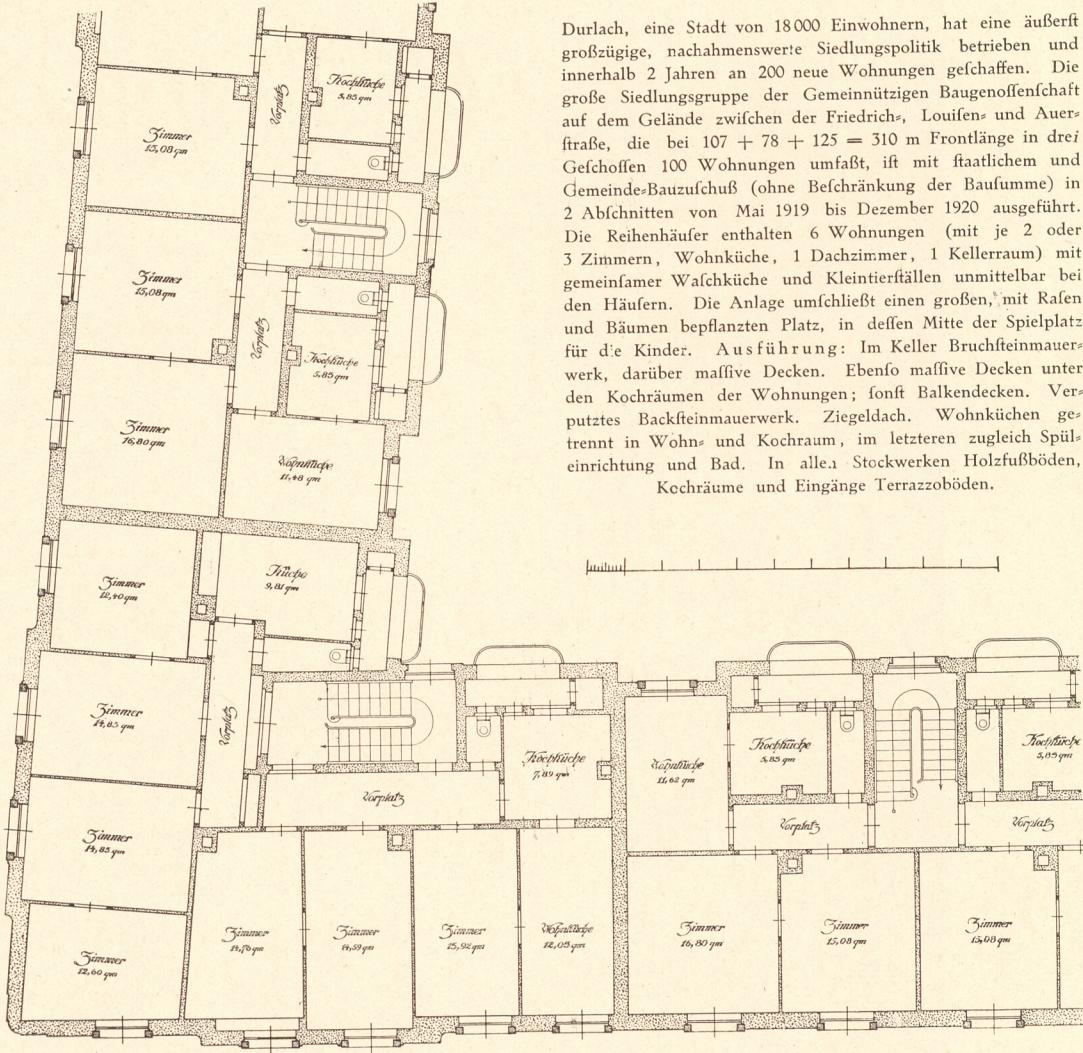 Durlach, eine Stadt von 18000 Einwohnern, hat eine äußerſt
großzügige, nachahmenswerte Siedlungspolitik betrieben und
innerhalb 2 Jahren an 200 neue Wohnungen geſchaffen. Die
große Siedlungsgruppe der Gemeinnützigen Baugenoſſenſchaft
auf dem Gelände zwiſchen der Friedrich⸗, Louiſen⸗ und Auer⸗
ſtraße, die bei 107 + 78 + 125 = 310 m Frontlänge in drei
Geſchoſſen 100 Wohnungen umfaßt, iſt mit ſtaatlichem und
Gemeinde⸗Bauzuſchuß (ohne Beſchränkung der Bauſumme) in
2 Abſchnitten von Mai 1919 bis Dezember 1920 ausgeführt.
Die Reihenhäuſer enthalten 6 Wohnungen (mit je 2 oder
3 Zimmern, Wohnküche, 1 Dachzimmer, 1 Kellerraum) mit
gemeinſamer Waſchküche und Kleintierſtällen unmittelbar bei
den Häuſern. Die Anlage umſchließt einen großen, mit Raſen
und Bäumen bepflanzten Platz, in deſſen Mitte der Spielplatz
für die Kinder. Ausführung: Im Keller Bruchſteinmauer⸗
werk, darüber maſſive Decken. Ebenſo maſſive Decken unter
den Kochräumen der Wohnungen; ſonſt Balkendecken. Ver⸗
putztes Backſteinmauerwerk. Ziegeldach. Wohnküchen ge⸗
trennt in Wohn⸗ und Kochraum, im letzteren zugleich Spül⸗
einrichtung und Bad. In allen Stockwerken Holzfußböden,
Kochräume und Eingänge Terrazzoböden.
Kochküche
5,85 qm
Vorplatz
Zimmer
15,08 qm
Zimmer
15,08 qm
Vorplatz
Kochküche
5,85 qm
Zimmer
16,80 qm
Wohnküche
11,48 qm
Zimmer
12,40 qm
Küche
9,81 qm
Zimmer
14,85 qm
Vorplatz
Zimmer
14,85 qm
Zimmer
12,60 qm
Vorplatz
Kochküche
7,89 qm
Wohnküche
11,62 qm
Kochküche
5,85 qm
Vorplatz
Kochküche
5,85 qm
Vorplatz
Zimmer
Zimmer
14,59 qm
Zimmer
15,92 qm
Wohnküche
12,05 qm
Zimmer
16,80 qm
Zimmer
15,08 qm
Zimmer
15,08 qm